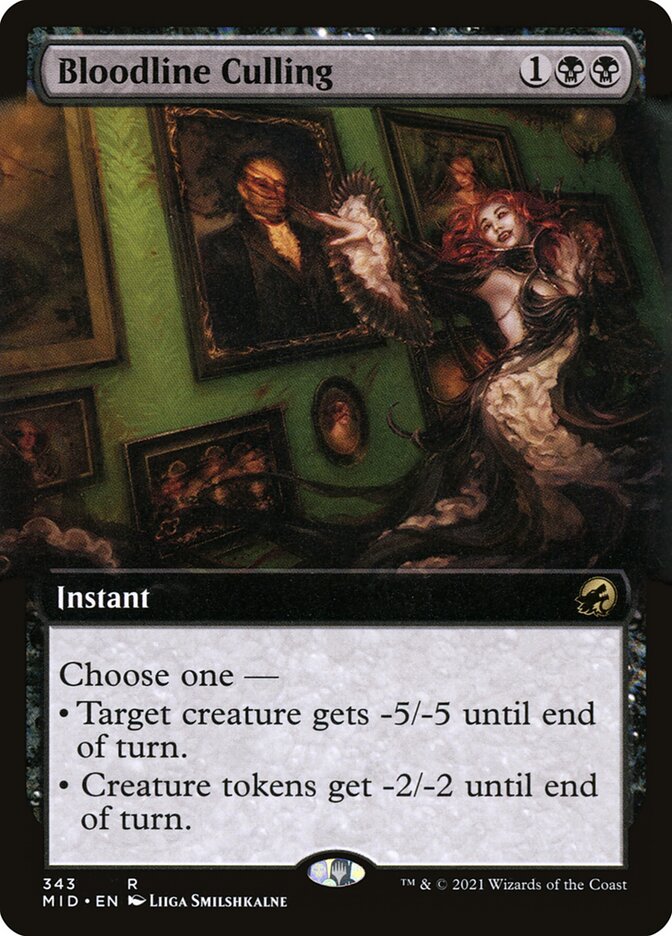 Bloodline Culling 1
Instant
Choose one —
• Target creature gets -5/-5 until end
of turn.
• Creature tokens get -2/-2 until end
of turn.
343 R
MID • EN Liiga Smilshkalne
™ & © 2021 Wizards of the Coast